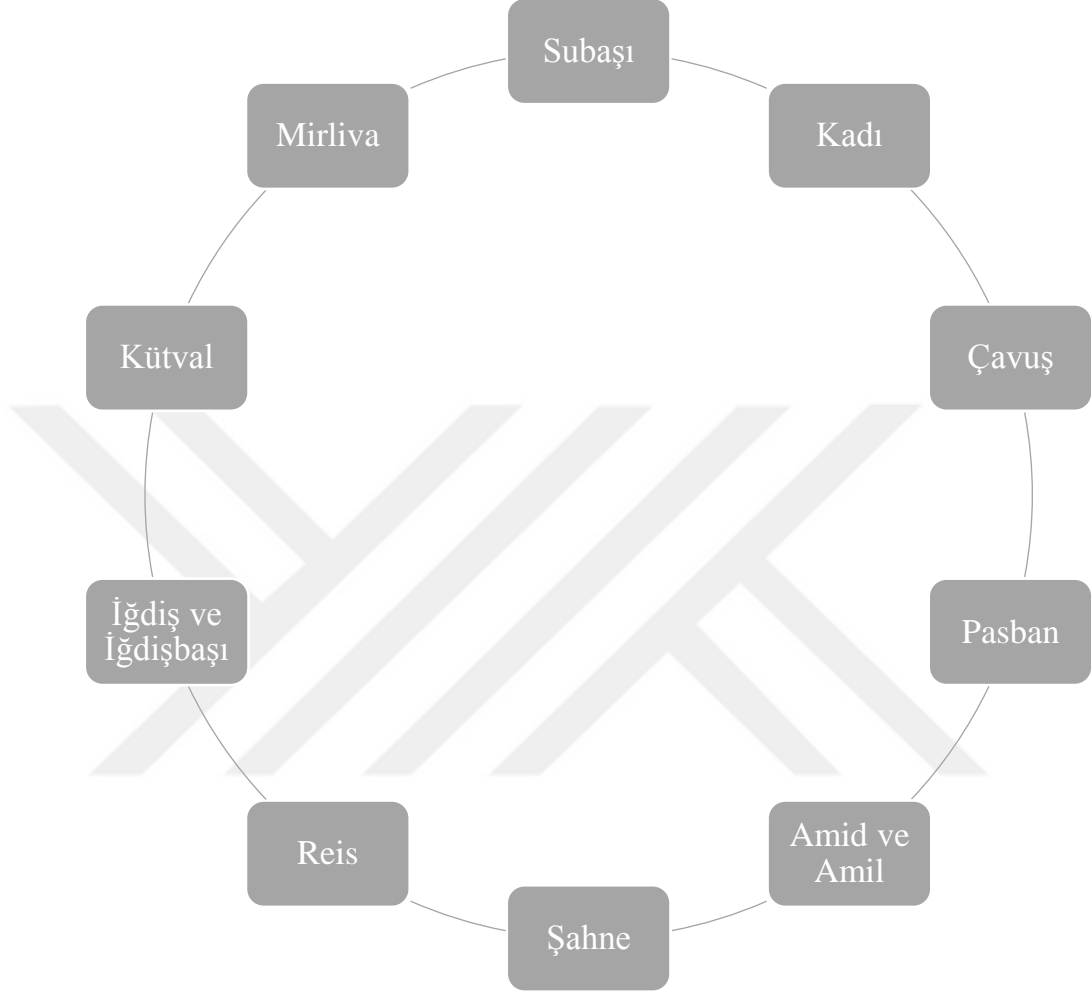 Subaşı
Kadı
Çavuş
Pasban
Amid ve
Amil
Şahne
Reis
İğdiş ve
İğdişbaşı
Kütval
Mirliva